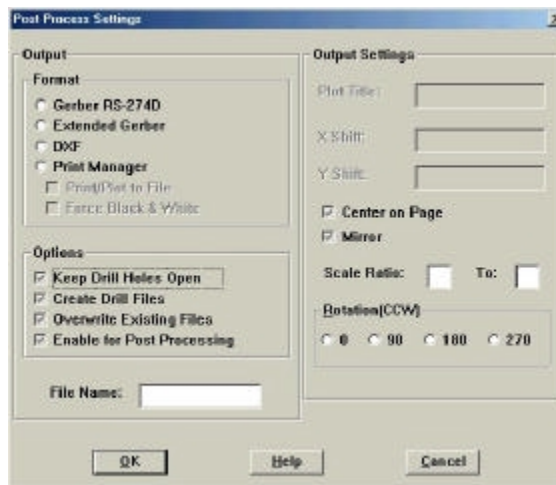 Post Process Settings
Output
Format
Gerber RS-274D
Extended Gerber
DXF
Print Manager
Print/Plot to File
Force Black & White
Options
Keep Drill Holes Open
Create Drill Files
Overwrite Existing Files
Enable for Post Processing
File Name:
Output Settings
Plot Title:
X Shift:
Y Shift:
Center on Page
Mirror
Scale Ratio: To:
Rotation(CCW)
0 90 180 270
OK Help Cancel